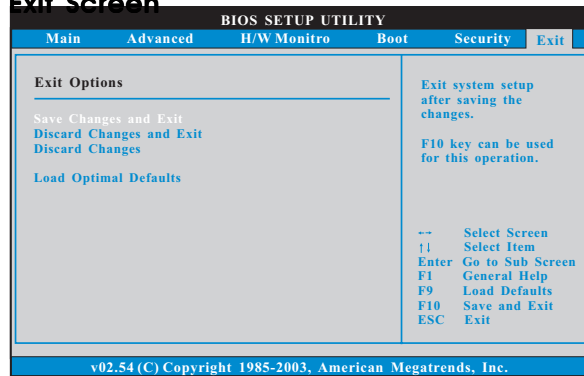 Exit Screen
BIOS SETUP UTILITY
Main Advanced H/W Monitro Boot Security Exit
Exit Options
Save Changes and Exit
Discard Changes and Exit
Discard Changes
Load Optimal Defaults
Exit system setup
after saving the
changes.
F10 key can be used
for this operation.
←→ Select Screen
↑↓ Select Item
Enter Go to Sub Screen
F1 General Help
F9 Load Defaults
F10 Save and Exit
ESC Exit
v02.54 (C) Copyright 1985-2003, American Megatrends, Inc.